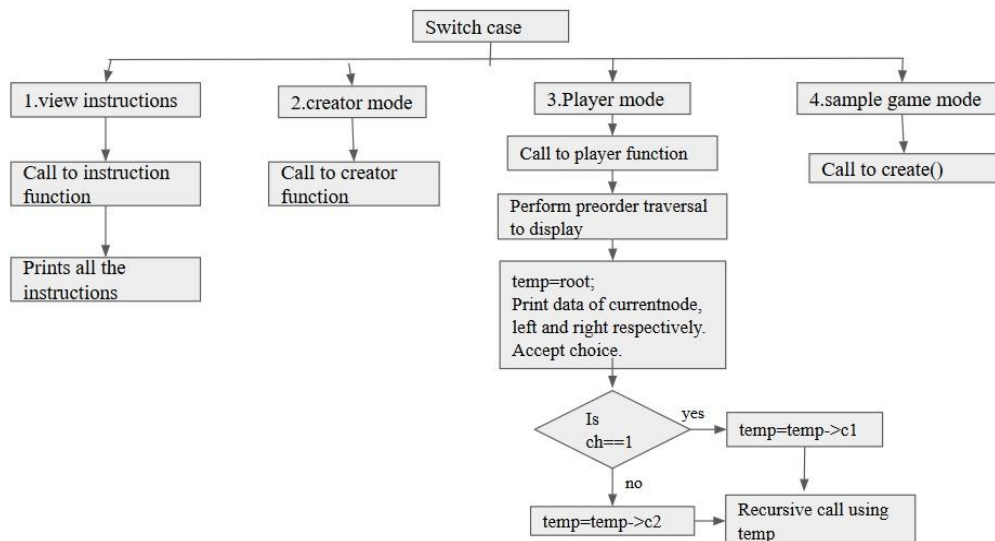 Switch case
1.view instructions
2.creator mode
3.Player mode
4.sample game mode
Call to instruction
function
Call to creator
function
Call to player function
Call to create()
Prints all the
instructions
Perform preorder traversal
to display
temp=root;
Print data of currentnode,
left and right respectively.
Accept choice.
Is
ch==1
yes
temp=temp->c1
no
temp=temp->c2
Recursive call using
temp